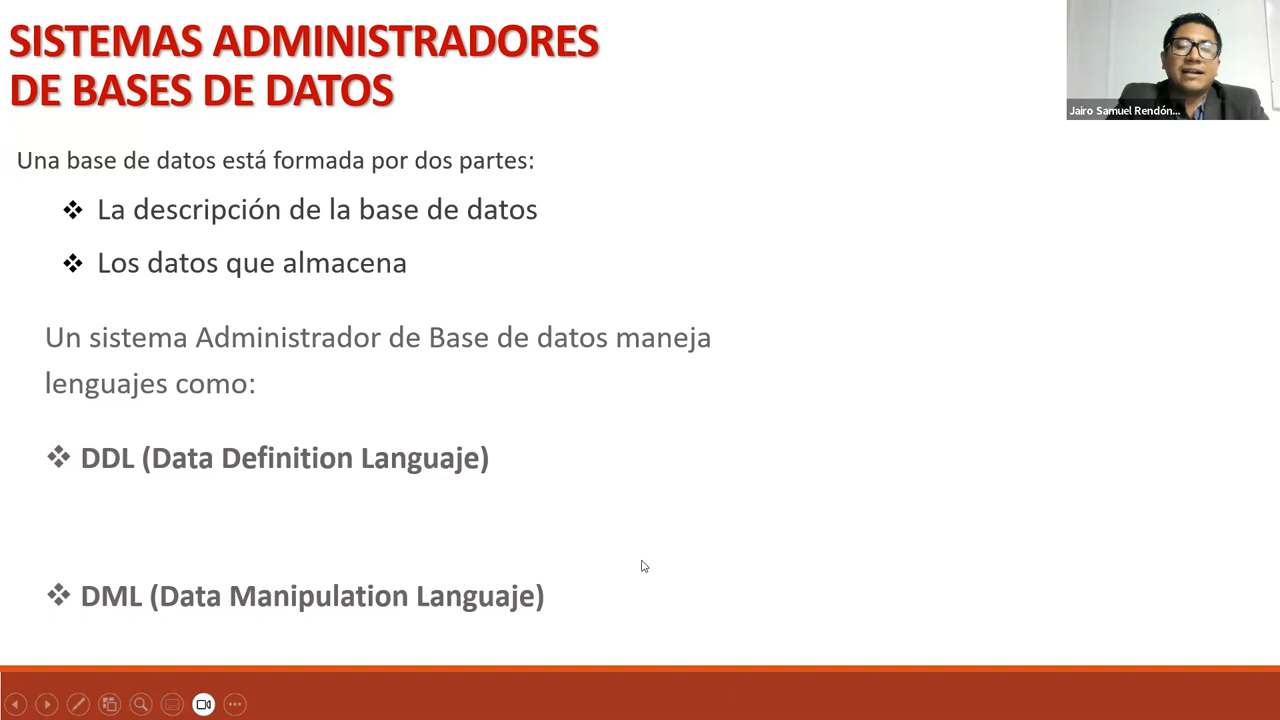 SISTEMAS ADMINISTRADORES
DE BASES DE DATOS
Jairo Samuel Rendón...
Una base de datos está formada por dos partes:
❖ La descripción de la base de datos
❖ Los datos que almacena
Un sistema Administrador de Base de datos maneja
lenguajes como:
❖ DDL (Data Definition Languaje)
❖ DML (Data Manipulation Languaje)